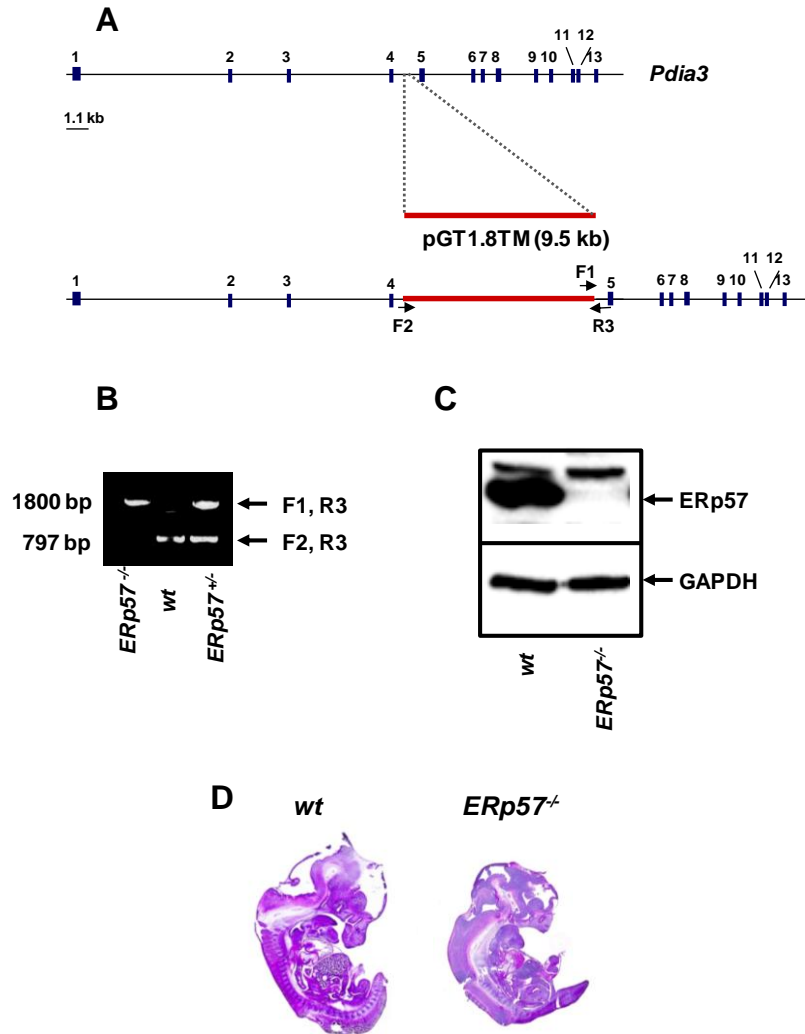 A
1 2 3 4 5 6 7 8 9 10 11 12 13
Pdia3
1.1 kb
pGT1.8TM (9.5 kb)
F1
1 2 3 4 5 6 7 8 9 10 11 12 13
F2 R3
B
1800 bp F1, R3
797 bp F2, R3
ERp57-/- wt ERp57+/-
C
ERp57
GAPDH
wt ERp57-/-
D
wt ERp57-/-